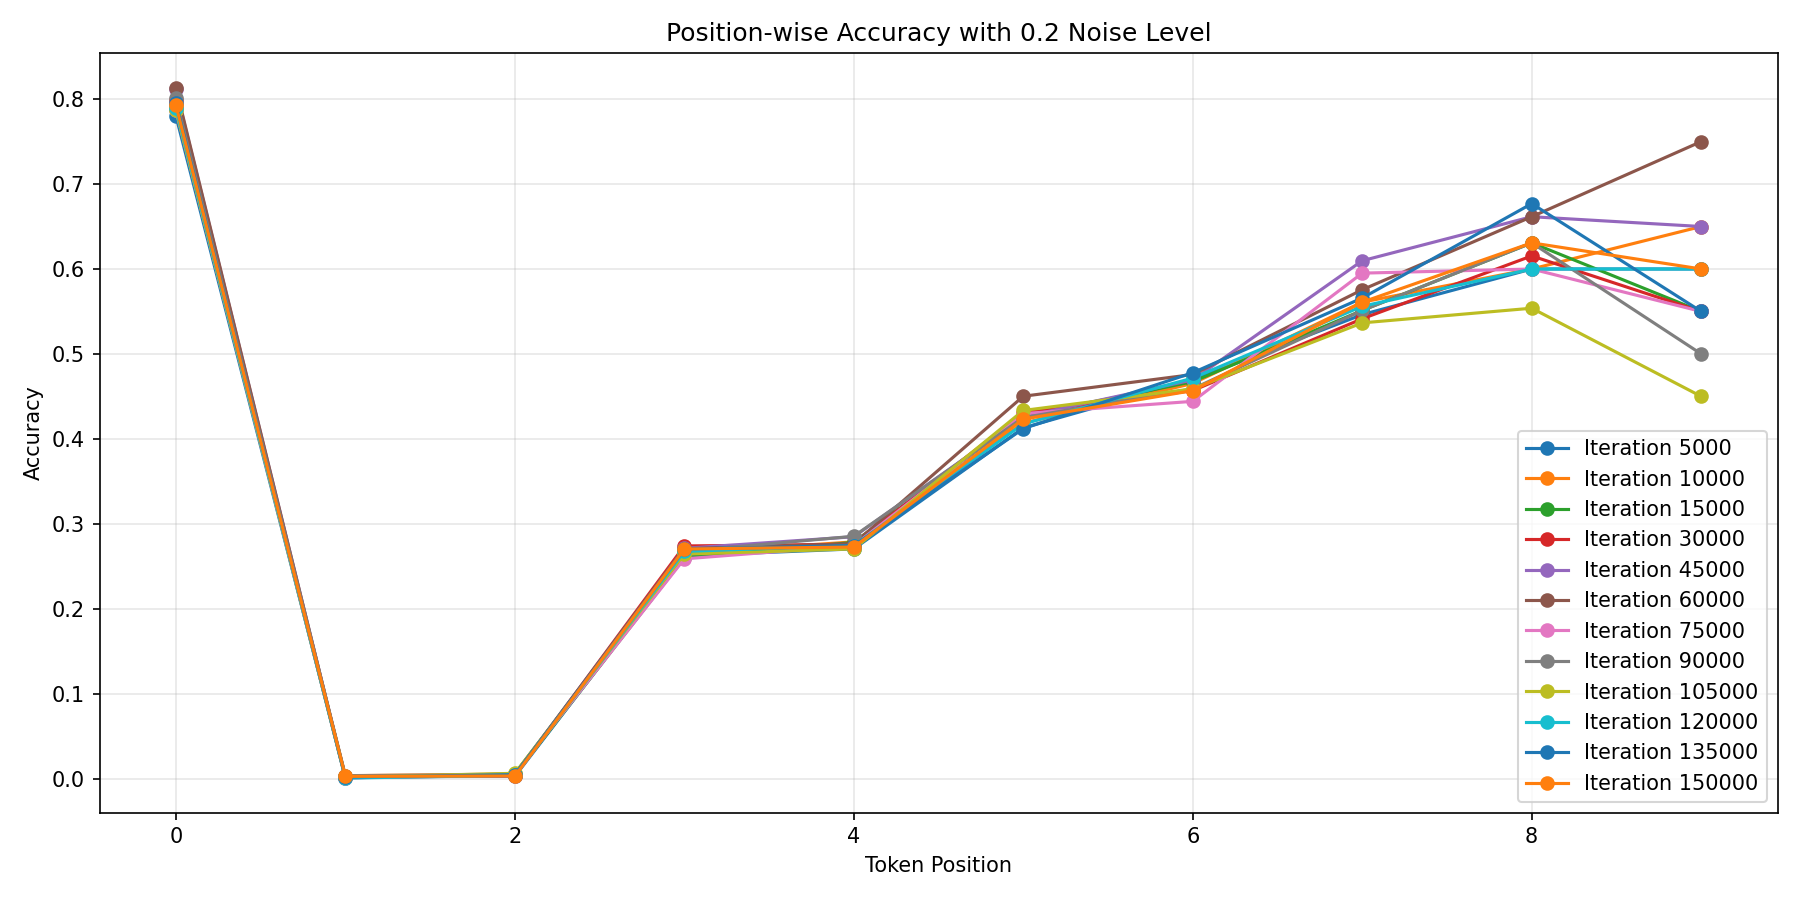 Position-wise Accuracy with 0.2 Noise Level
Accuracy
0.8
0.7
0.6
0.5
0.4
0.3
0.2
0.1
0.0
0 2 4 6 8
Token Position
Iteration 5000
Iteration 10000
Iteration 15000
Iteration 30000
Iteration 45000
Iteration 60000
Iteration 75000
Iteration 90000
Iteration 105000
Iteration 120000
Iteration 135000
Iteration 150000